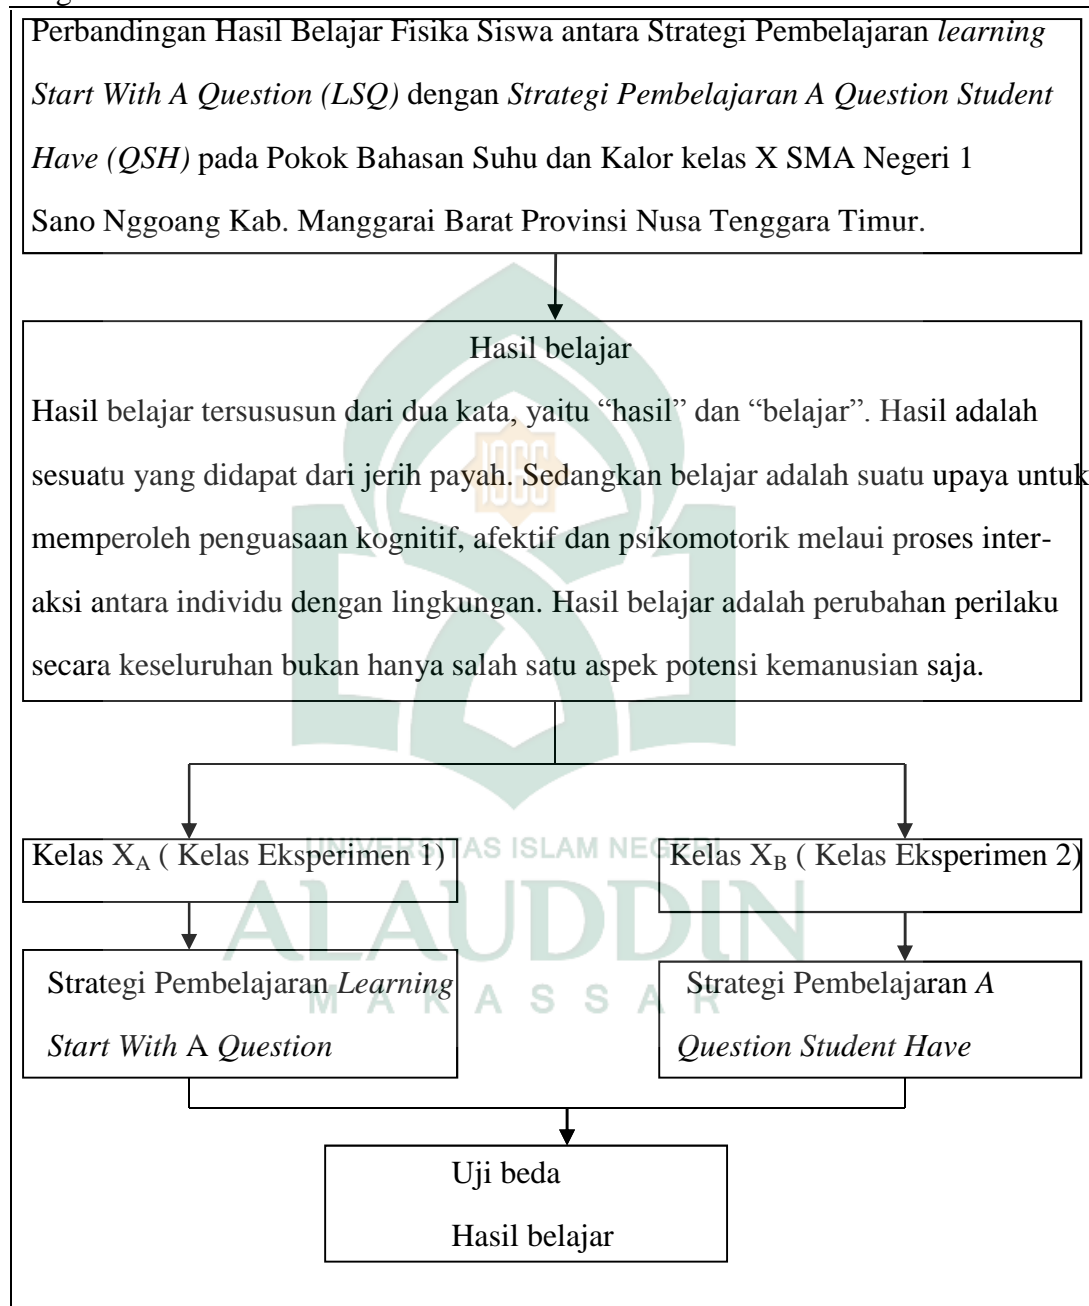 Perbandingan Hasil Belajar Fisika Siswa antara Strategi Pembelajaran learning
Start With A Question (LSQ) dengan Strategi Pembelajaran A Question Student
Have (QSH) pada Pokok Bahasan Suhu dan Kalor kelas X SMA Negeri 1
Sano Nggoang Kab. Manggarai Barat Provinsi Nusa Tenggara Timur.
Hasil belajar
Hasil belajar tersususun dari dua kata, yaitu “hasil” dan “belajar”. Hasil adalah
sesuatu yang didapat dari jerih payah. Sedangkan belajar adalah suatu upaya untuk
memperoleh penguasaan kognitif, afektif dan psikomotorik melaui proses inter-
aksi antara individu dengan lingkungan. Hasil belajar adalah perubahan perilaku
secara keseluruhan bukan hanya salah satu aspek potensi kemanusian saja.
Kelas XA ( Kelas Eksperimen 1)
Kelas XB ( Kelas Eksperimen 2)
UNIVERSITAS ISLAM NEGERI
ALAUDDIN
MAKASSAR
Strategi Pembelajaran Learning
Start With A Question
Strategi Pembelajaran A
Question Student Have
Uji beda
Hasil belajar